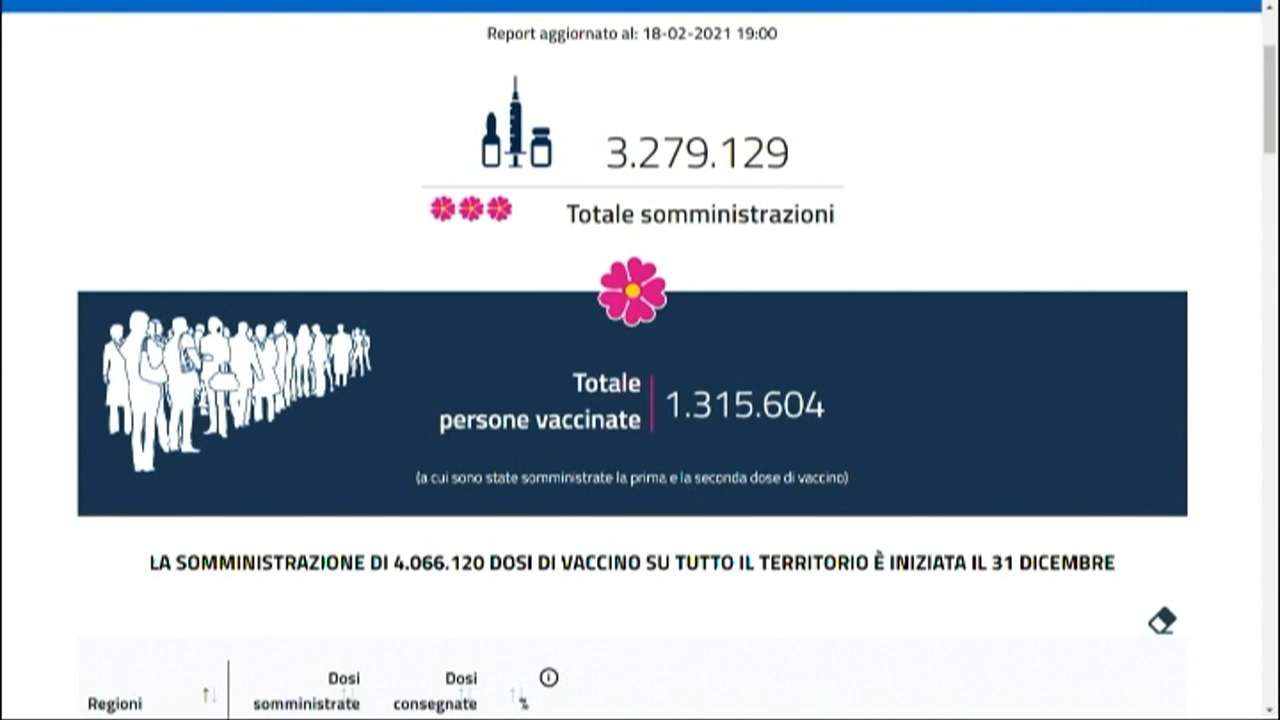 Report aggiornato al: 18-02-2021 19:00
3.279.129
Totale somministrazioni
Totale
persone vaccinate
1.315.604
(a cui sono state somministrate la prima e la seconda dose di vaccino)
LA SOMMINISTRAZIONE DI 4.066.120 DOSI DI VACCINO SU TUTTO IL TERRITORIO È INIZIATA IL 31 DICEMBRE
Dosi
Dosi
Regioni
somministrate
consegnate
%